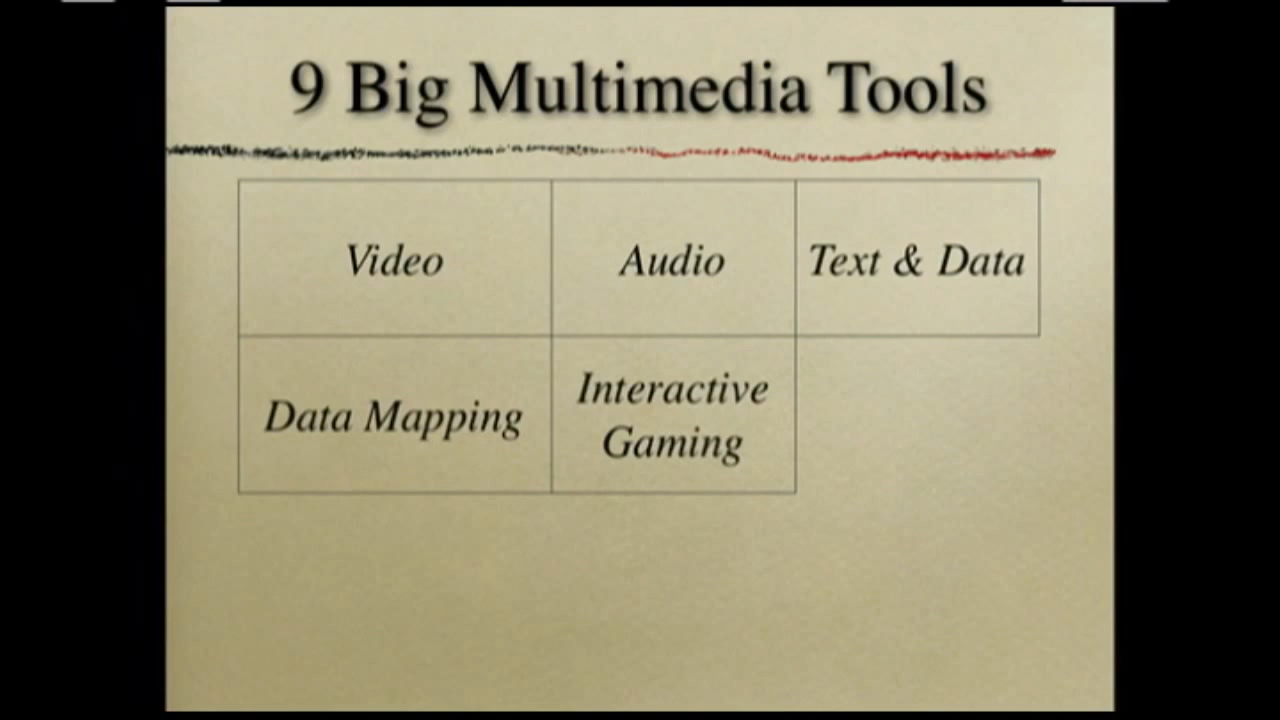 9 Big Multimedia Tools
Video
Audio
Text & Data
Data Mapping
Interactive
Gaming